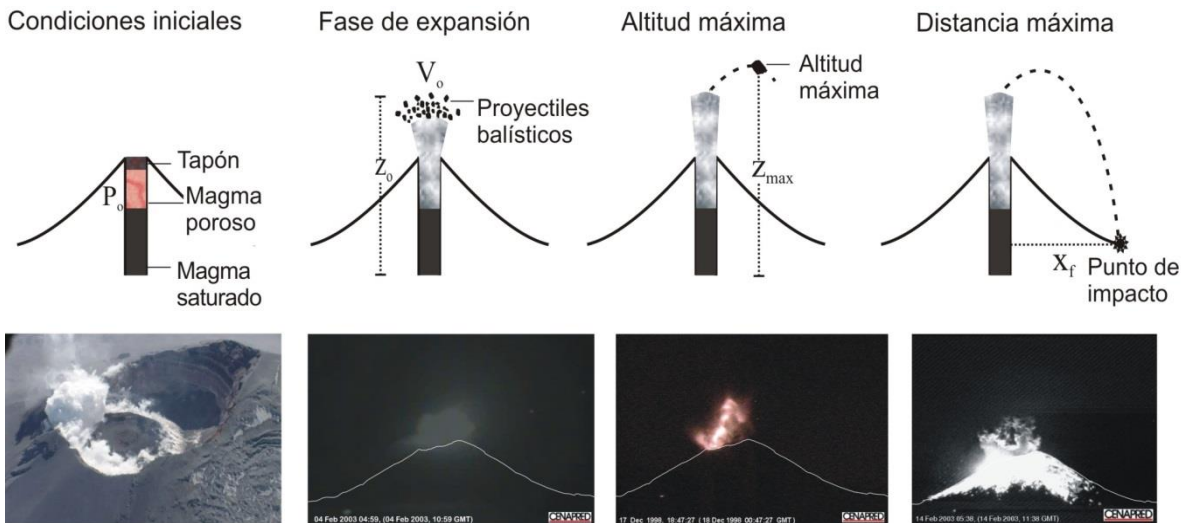 Condiciones iniciales
Fase de expansión
Altitud máxima
Distancia máxima
Tapón
P₀
Magma
poroso
Magma
saturado
V₀
Proyectiles
balísticos
Z₀
Altitud
máxima
Z max
X f
Punto de
impacto
04 Feb 2003 04:59, (04 Feb 2003, 10:59 GMT)
CENAPRED
17 Dec 1998, 18:47:27 (18 Dec 1998 00:47:27 GMT)
CENAPRED
14 Feb 2003 05:38, (14 Feb 2003, 11:38 GMT)
CENAPRED